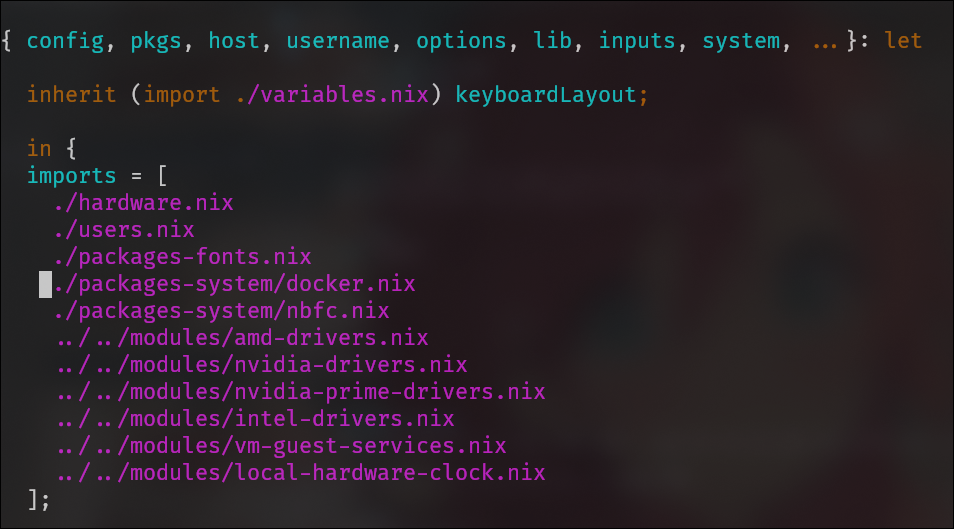 { config, pkgs, host, username, options, lib, inputs, system, ...}: let
inherit (import ./variables.nix) keyboardLayout;
in {
imports = [
./hardware.nix
./users.nix
./packages-fonts.nix
./packages-system/docker.nix
./packages-system/nbfc.nix
../../modules/amd-drivers.nix
../../modules/nvidia-drivers.nix
../../modules/nvidia-prime-drivers.nix
../../modules/intel-drivers.nix
../../modules/vm-guest-services.nix
../../modules/local-hardware-clock.nix
];